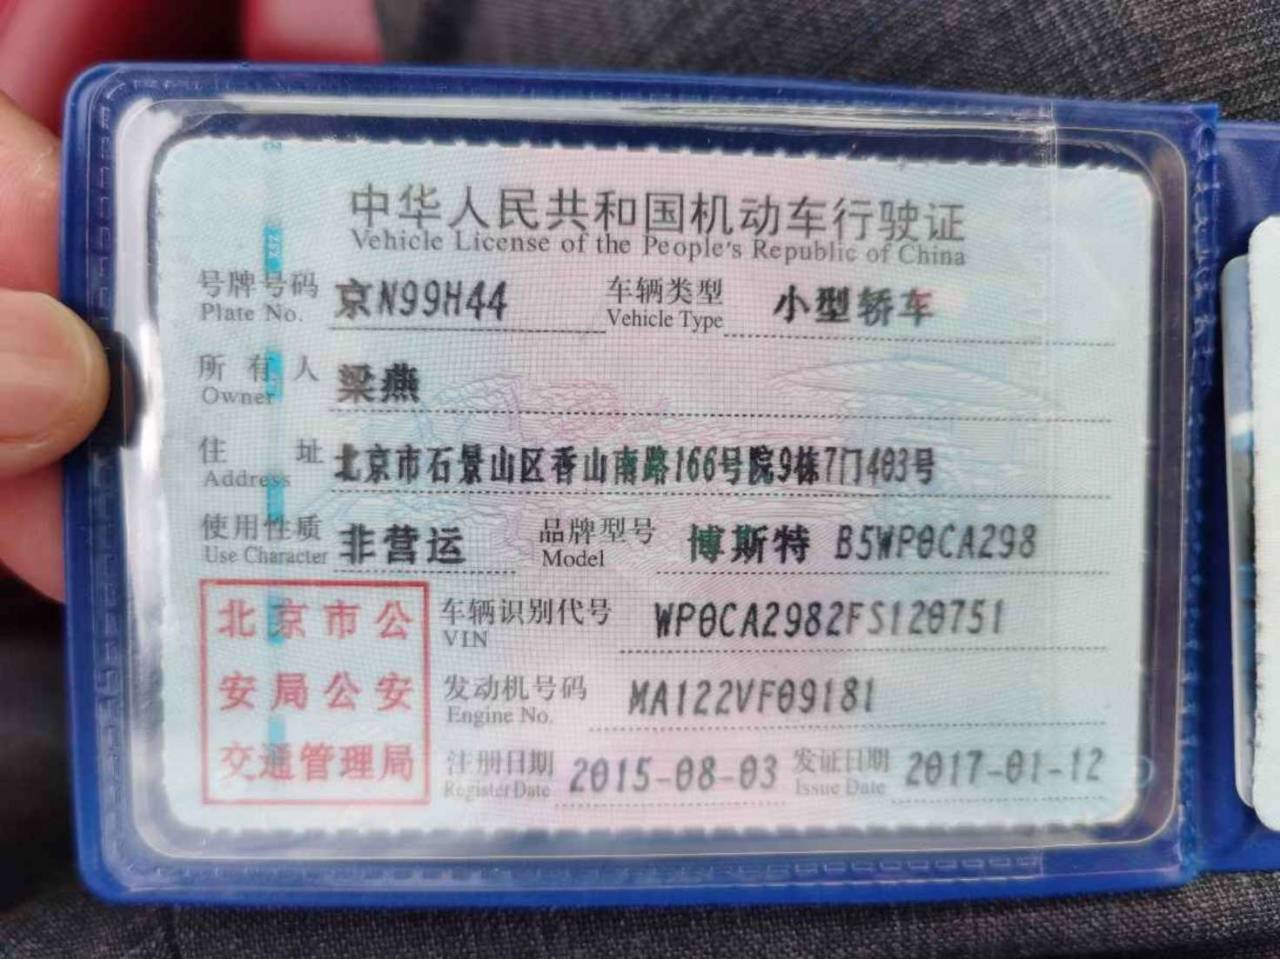 中华人民共和国机动车行驶证
Vehicle License of the People's Republic of China
号牌号码 京N99H44 车辆类型 小型轿车
Plate No. Vehicle Type
所有人 梁燕
Owner
住址 北京市石景山区香山南路166号院9栋7门403号
Address
使用性质 非营运 品牌型号 博斯特 B5WP0CA298
Use Character Model
北京市公
安局公安
交通管理局
车辆识别代号 WP0CA2982FS120751
VIN
发动机号码 MA122VF09181
Engine No.
注册日期 2015-08-03 发证日期 2017-01-12
Register Date Issue Date